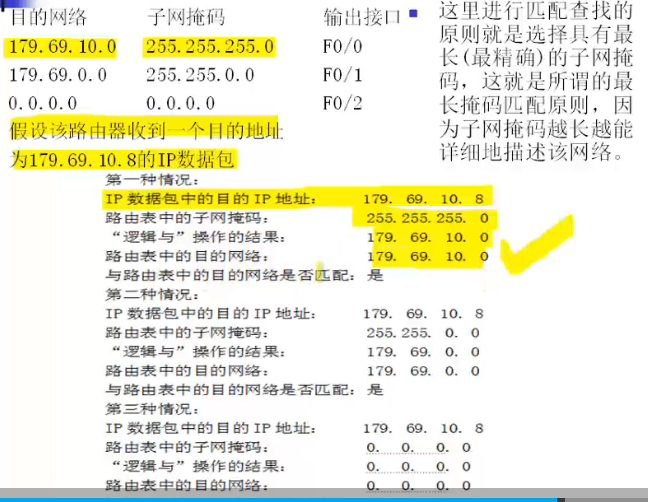 目的网络 子网掩码 输出接口
179.69.10.0 255.255.255.0 F0/0
179.69.0.0 255.255.0.0 F0/1
0.0.0.0 0.0.0.0 F0/2
假设该路由器收到一个目的地址
为179.69.10.8的IP数据包
这里进行匹配查找的
原则就是选择具有最
长(最精确)的子网掩
码，这就是所谓的最
长掩码匹配原则，因
为子网掩码越长越能
详细地描述该网络。
第一种情况：
IP 数据包中的目的 IP 地址： 179. 69. 10. 8
路由表中的子网掩码： 255.255.255. 0
“逻辑与”操作的结果： 179. 69. 10. 0
路由表中的目的网络： 179. 69. 10. 0
与路由表中的目的网络是否匹配：是
第二种情况：
IP 数据包中的目的 IP 地址： 179. 69. 10. 8
路由表中的子网掩码： 255.255. 0. 0
“逻辑与”操作的结果： 179. 69. 0. 0
路由表中的目的网络： 179. 69. 0. 0
与路由表中的目的网络是否匹配：是
第三种情况：
IP 数据包中的目的 IP 地址： 179. 69. 10. 8
路由表中的子网掩码： 0. 0. 0. 0
“逻辑与”操作的结果： 0. 0. 0. 0
路由表中的目的网络： 0. 0. 0. 0